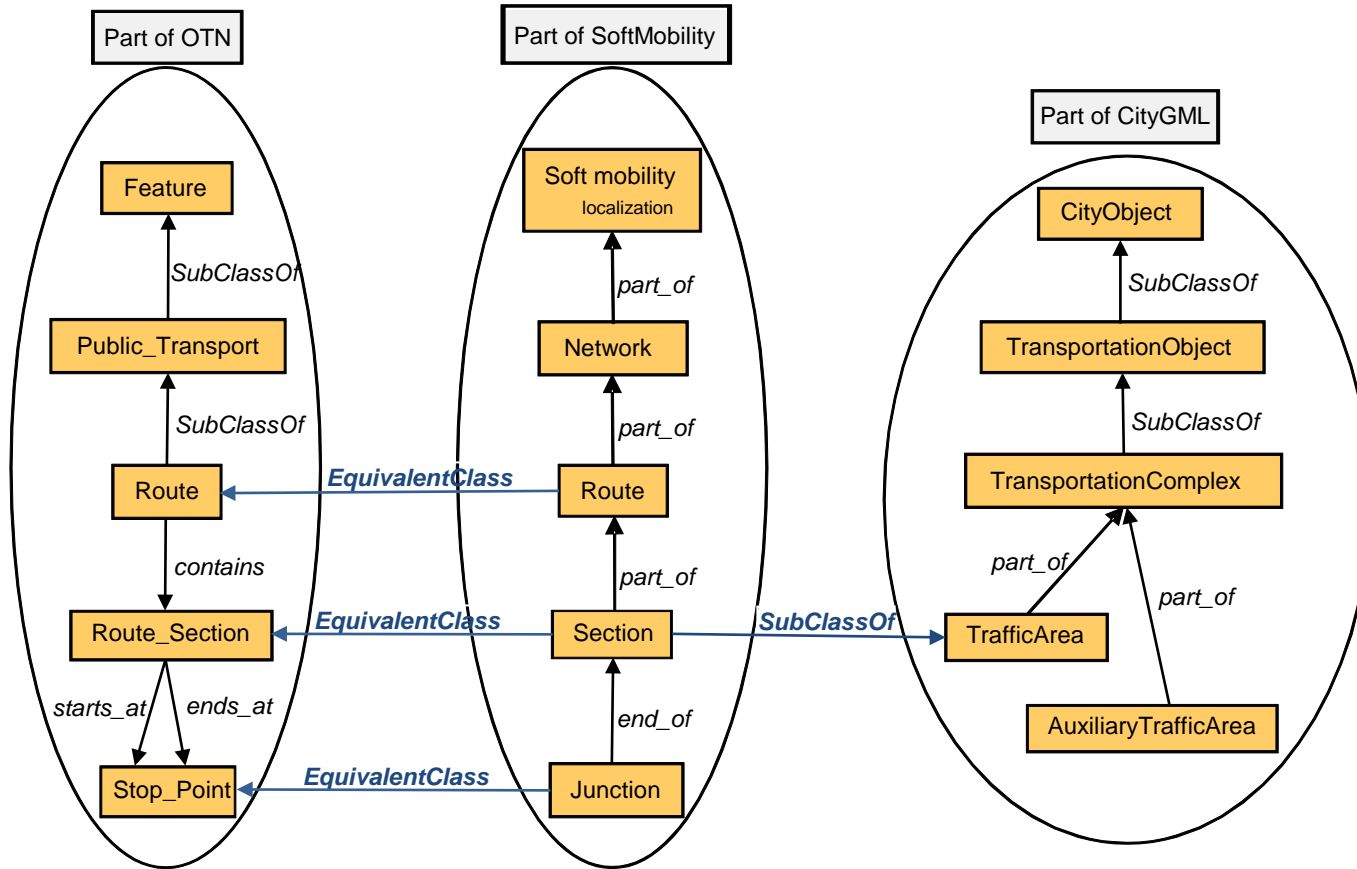 Part of OTN
Feature
SubClassOf
Public_Transport
SubClassOf
Route
contains
Route_Section
starts_at
ends_at
Stop_Point
Part of SoftMobility
Soft mobility
localization
part_of
Network
part_of
Route
part_of
Section
end_of
Junction
EquivalentClass
EquivalentClass
EquivalentClass
SubClassOf
Part of CityGML
CityObject
SubClassOf
TransportationObject
SubClassOf
TransportationComplex
part_of
part_of
TrafficArea
AuxiliaryTrafficArea